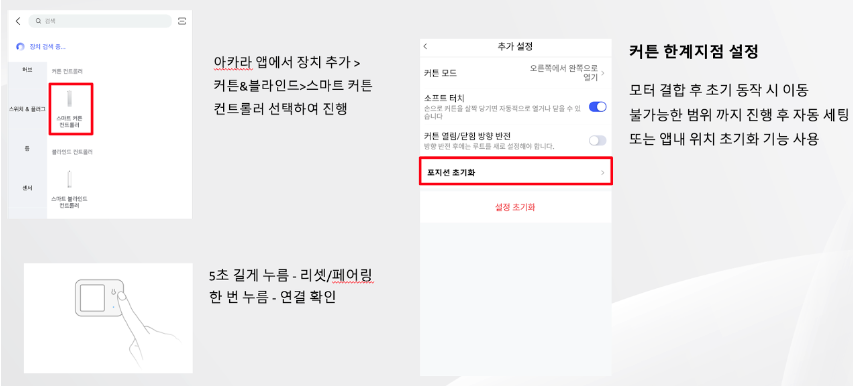 검색
장치 검색 중...
허브
커튼 컨트롤러
스위치 & 플러그
스마트 커튼
컨트롤러
문
블라인드 컨트롤러
센서
스마트 블라인드
컨트롤러
아카라 앱에서 장치 추가 >
커튼&블라인드>스마트 커튼
컨트롤러 선택하여 진행
5초 길게 누름 - 리셋/페어링
한 번 누름 - 연결 확인
추가 설정
커튼 모드
오른쪽에서 왼쪽으로
열기
소프트 터치
손으로 커튼을 살짝 당기면 자동적으로 열거나 닫을 수 있
습니다
커튼 열림/닫힘 방향 반전
방향 반전 후에는 루트를 새로 설정해야 합니다.
포지션 초기화
설정 초기화
커튼 한계지점 설정
모터 결합 후 초기 동작 시 이동
불가능한 범위 까지 진행 후 자동 세팅
또는 앱내 위치 초기화 기능 사용